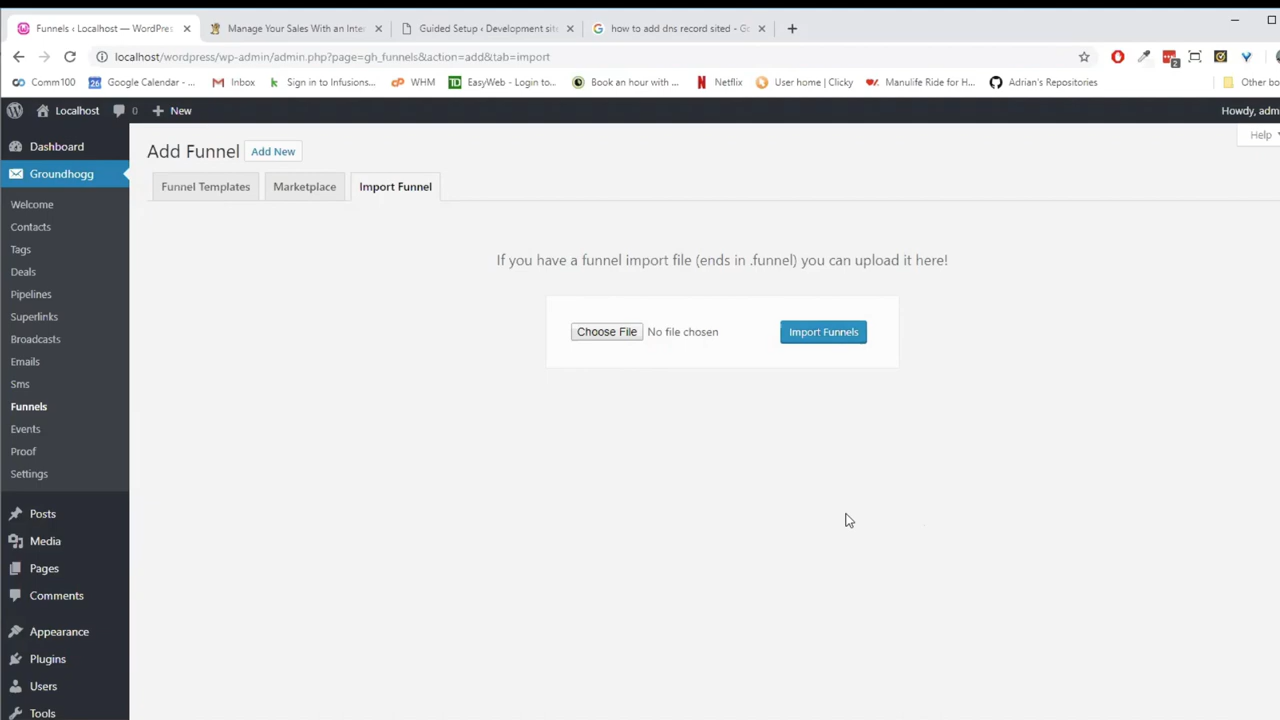 Funnels ‹ Localhost — WordPres
Manage Your Sales With an Inte
Guided Setup ‹ Development site
how to add dns record sited - Go
localhost/wordpress/wp-admin/admin.php?page=gh_funnels&action=add&tab=import
2
Comm100
26
Google Calendar - ...
Inbox
Sign in to Infusions...
WHM
EasyWeb - Login to...
Book an hour with ...
Netflix
User home | Clicky
Manulife Ride for H...
Adrian's Repositories
Other bo
Localhost
0
New
Howdy, adm
Help
Dashboard
Groundhogg
Welcome
Contacts
Tags
Deals
Pipelines
Superlinks
Broadcasts
Emails
Sms
Funnels
Events
Proof
Settings
Posts
Media
Pages
Comments
Appearance
Plugins
Users
Tools
Add Funnel
Add New
Funnel Templates
Marketplace
Import Funnel
If you have a funnel import file (ends in .funnel) you can upload it here!
Choose File
No file chosen
Import Funnels